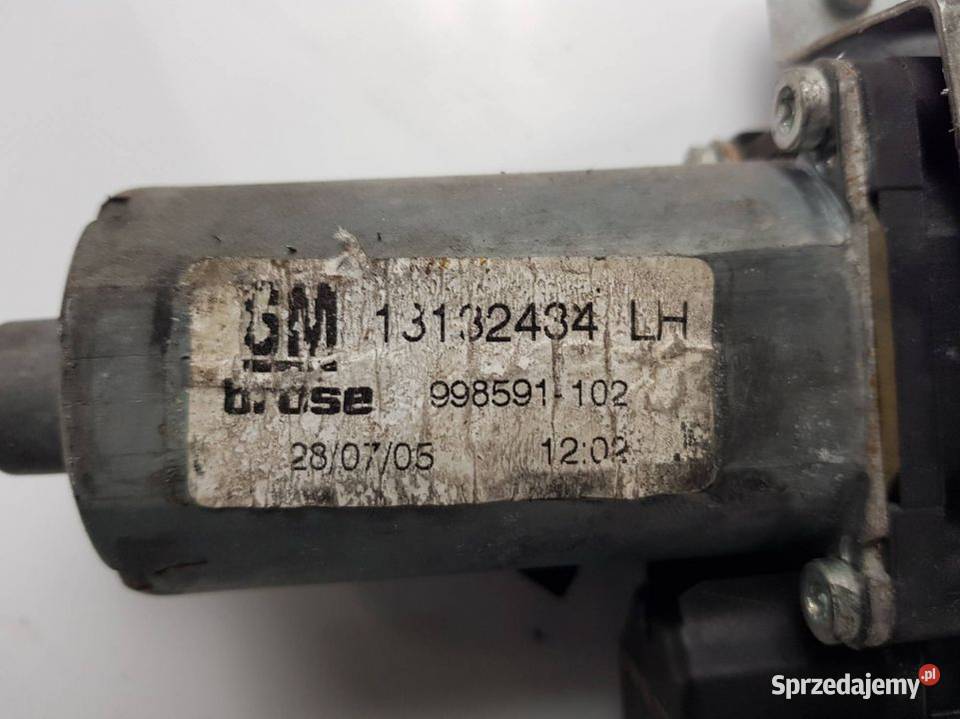 GM 13132434 LH
brose 998591-102
28/07/05 12:02
Sprzedajemy.pl